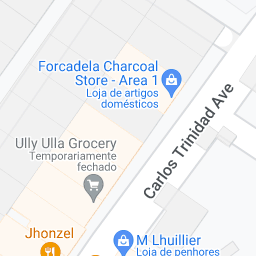 Forcadela Charcoal
Store - Area 1
Loja de artigos
domésticos
Carlos Trinidad Ave
Ully Ulla Grocery
Temporariamente
fechado
Jhonzel
M Lhuillier
Loja de penhores